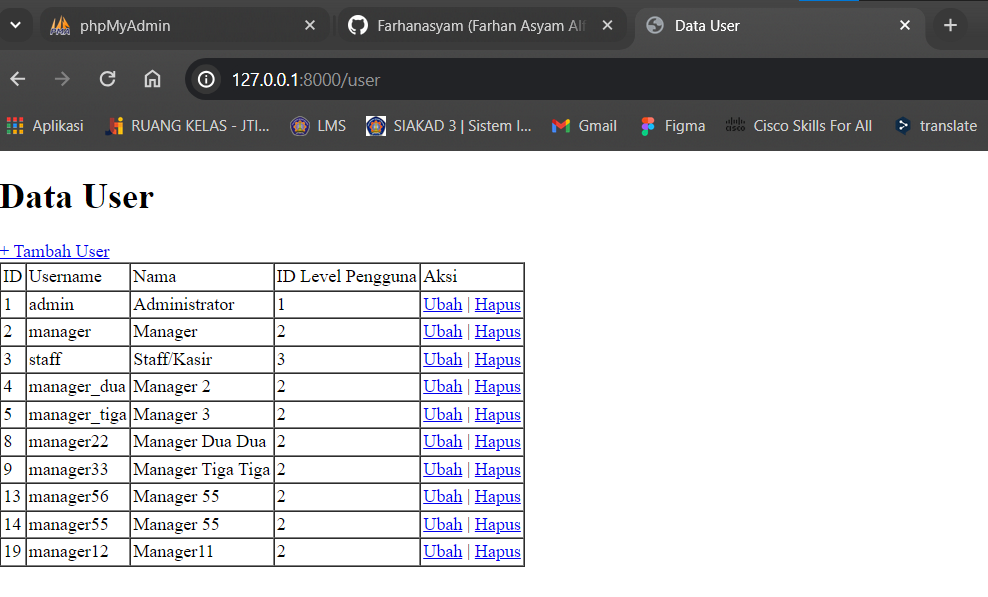 phpMyAdmin Farhanasyam (Farhan Asyam Alf Data User
127.0.0.1:8000/user
Aplikasi RUANG KELAS - JTI... LMS SIAKAD 3 | Sistem I... Gmail Figma Cisco Skills For All translate
Data User
+ Tambah User
ID Username Nama ID Level Pengguna Aksi
1 admin Administrator 1 Ubah | Hapus
2 manager Manager 2 Ubah | Hapus
3 staff Staff/Kasir 3 Ubah | Hapus
4 manager_dua Manager 2 2 Ubah | Hapus
5 manager_tiga Manager 3 2 Ubah | Hapus
8 manager22 Manager Dua Dua 2 Ubah | Hapus
9 manager33 Manager Tiga Tiga 2 Ubah | Hapus
13 manager56 Manager 55 2 Ubah | Hapus
14 manager55 Manager 55 2 Ubah | Hapus
19 manager12 Manager11 2 Ubah | Hapus